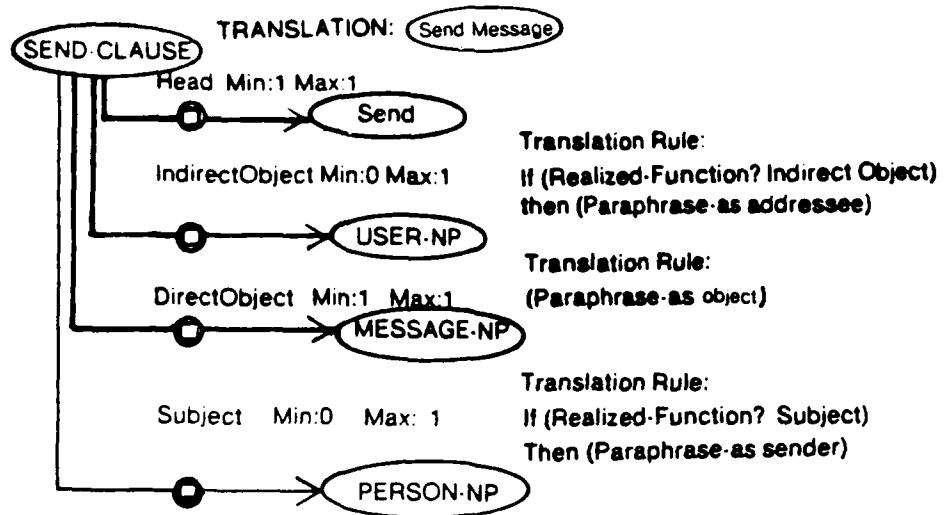 TRANSLATION: Send Message
SEND·CLAUSE
Head Min:1 Max:1
Send
Translation Rule:
IndirectObject Min:0 Max:1
If (Realized·Function? Indirect Object)
then (Paraphrase·as addressee)
USER·NP
Translation Rule:
DirectObject Min:1 Max:1
(Paraphrase·as object)
MESSAGE·NP
Translation Rule:
Subject Min:0 Max: 1
If (Realized·Function? Subject)
Then (Paraphrase·as sender)
PERSON·NP